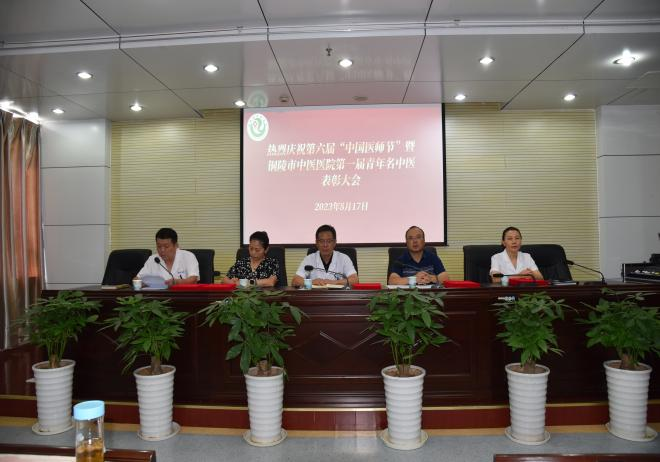 热烈庆祝第六届“中国医师节”暨
铜陵市中医医院第一届青年名中医
表彰大会
2023年8月17日